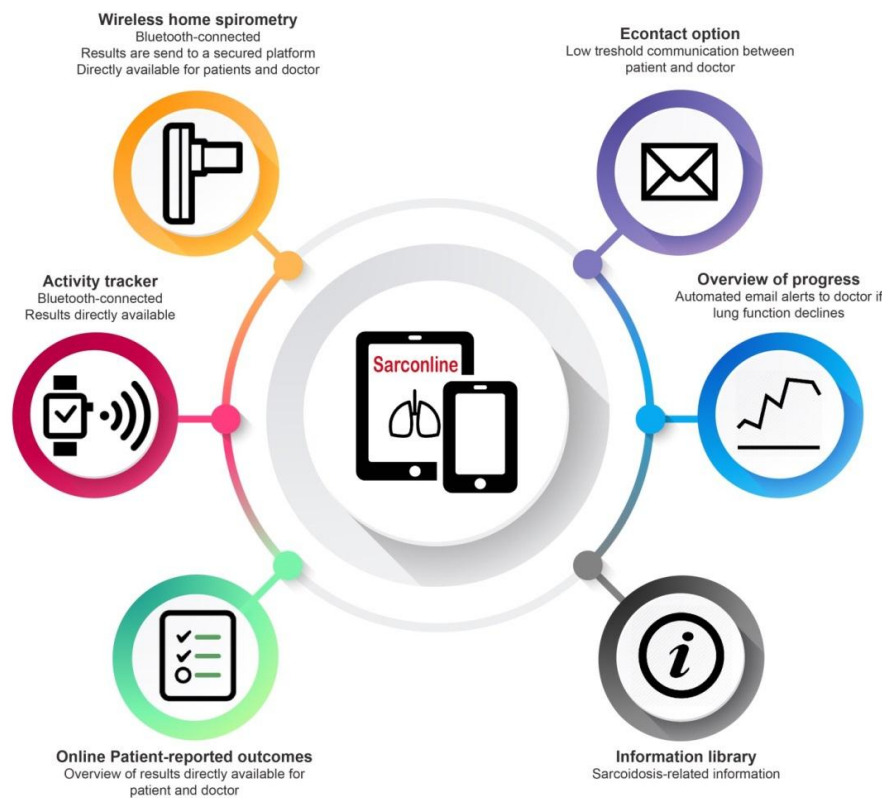 Wireless home spirometry
Bluetooth-connected
Results are send to a secured platform
Directly available for patients and doctor
Econtact option
Low treshold communication between
patient and doctor
Activity tracker
Bluetooth-connected
Results directly available
Overview of progress
Automated email alerts to doctor if
lung function declines
Sarconline
i
Online Patient-reported outcomes
Overview of results directly available for
patient and doctor
Information library
Sarcoidosis-related information